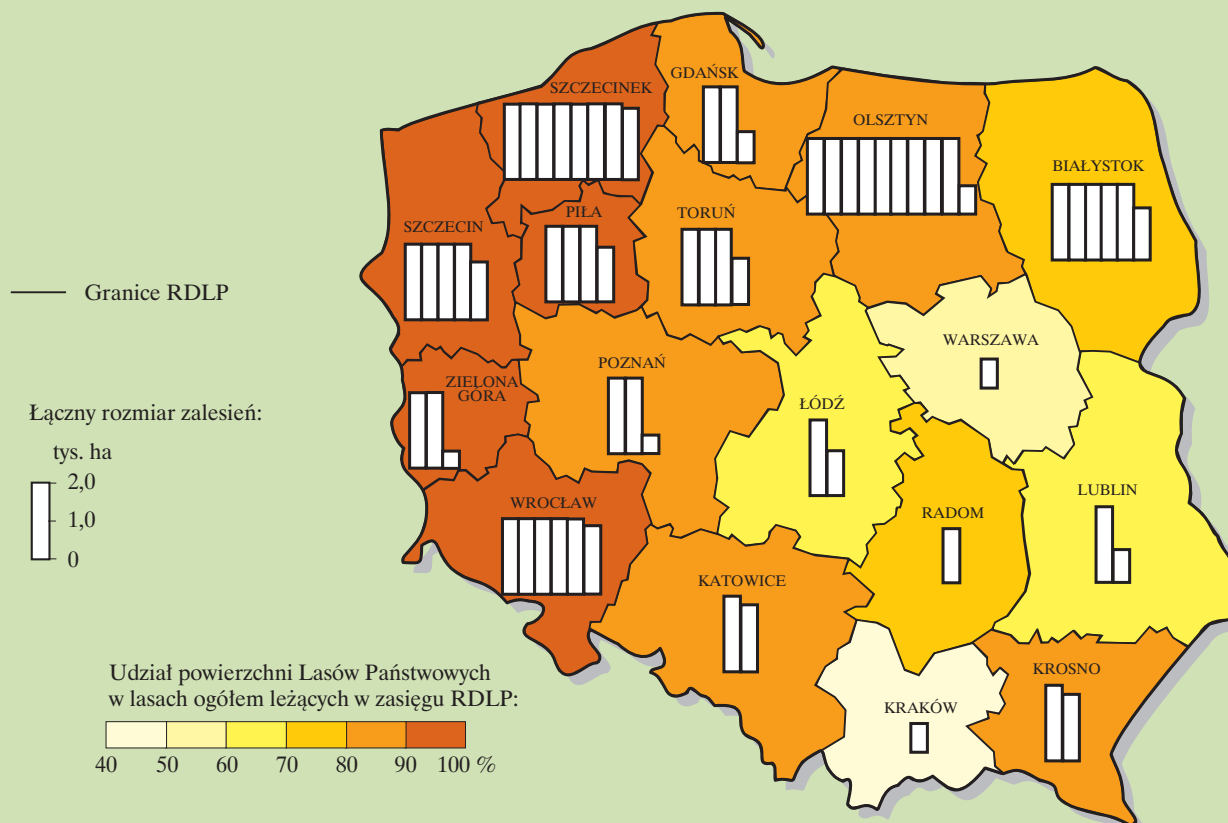 SZCZECINEK
GDAŃSK
OLSZTYN
BIAŁYSTOK
SZCZECIN
PIŁA
TORUŃ
Granice RDLP
WARSZAWA
ZIELONA
GÓRA
POZNAŃ
ŁÓDŹ
Łączny rozmiar zalesień:
tys. ha
2,0
1,0
0
WROCŁAW
RADOM
LUBLIN
KATOWICE
KROSNO
KRAKÓW
Udział powierzchni Lasów Państwowych
w lasach ogółem leżących w zasięgu RDLP:
40 50 60 70 80 90 100 %